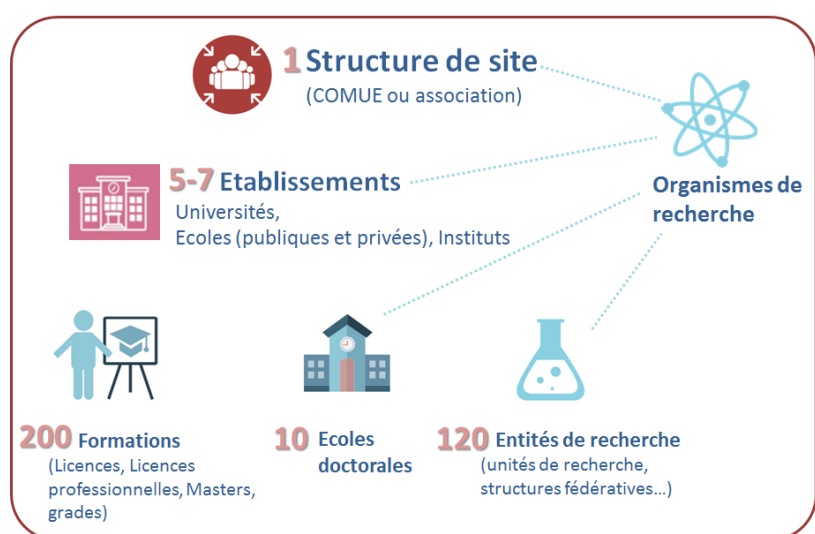 1 Structure de site
(COMUE ou association)
5-7 Etablissements
Universités,
Ecoles (publiques et privées), Instituts
Organismes de
recherche
200 Formations
(Licences, Licences
professionnelles, Masters,
grades)
10 Ecoles
doctorales
120 Entités de recherche
(unités de recherche,
structures fédératives…)